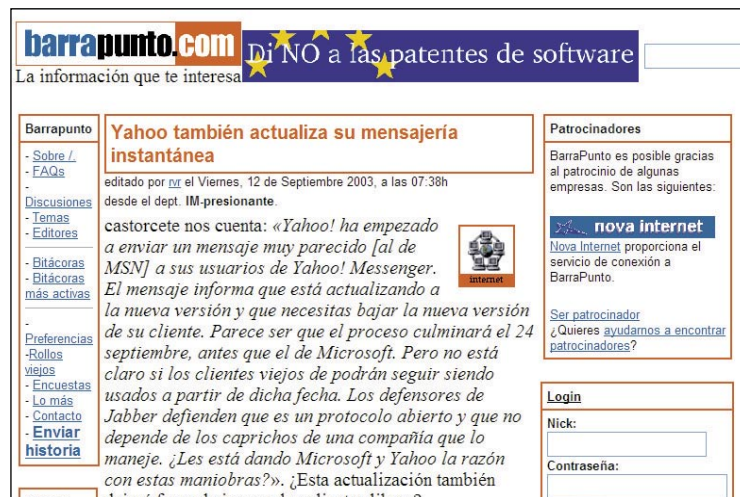 barrapunto.com
Di NO a las patentes de software
La información que te interesa
Barrapunto
- Sobre /.
- FAQs
-
Discusiones
- Temas
- Editores
- Bitácoras
- Bitácoras
más activas
-
Preferencias
-Rollos
viejos
- Encuestas
- Lo más
- Contacto
- Enviar
historia
Yahoo también actualiza su mensajería
instantánea
editado por rvr el Viernes, 12 de Septiembre 2003, a las 07:38h
desde el dept. IM-presionante.
castorcete nos cuenta: «Yahoo! ha empezado
a enviar un mensaje muy parecido [al de
MSN] a sus usuarios de Yahoo! Messenger.
El mensaje informa que está actualizando a
la nueva versión y que necesitas bajar la nueva versión
de su cliente. Parece ser que el proceso culminará el 24
septiembre, antes que el de Microsoft. Pero no está
claro si los clientes viejos de podrán seguir siendo
usados a partir de dicha fecha. Los defensores de
Jabber defienden que es un protocolo abierto y que no
depende de los caprichos de una compañía que lo
maneje. ¿Les está dando Microsoft y Yahoo la razón
con estas maniobras?». ¿Esta actualización también
internet
Patrocinadores
BarraPunto es posible gracias
al patrocinio de algunas
empresas. Son las siguientes:
nova internet
Nova Internet proporciona el
servicio de conexión a
BarraPunto.
Ser patrocinador
¿Quieres ayudarnos a encontrar
patrocinadores?
Login
Nick:
Contraseña: